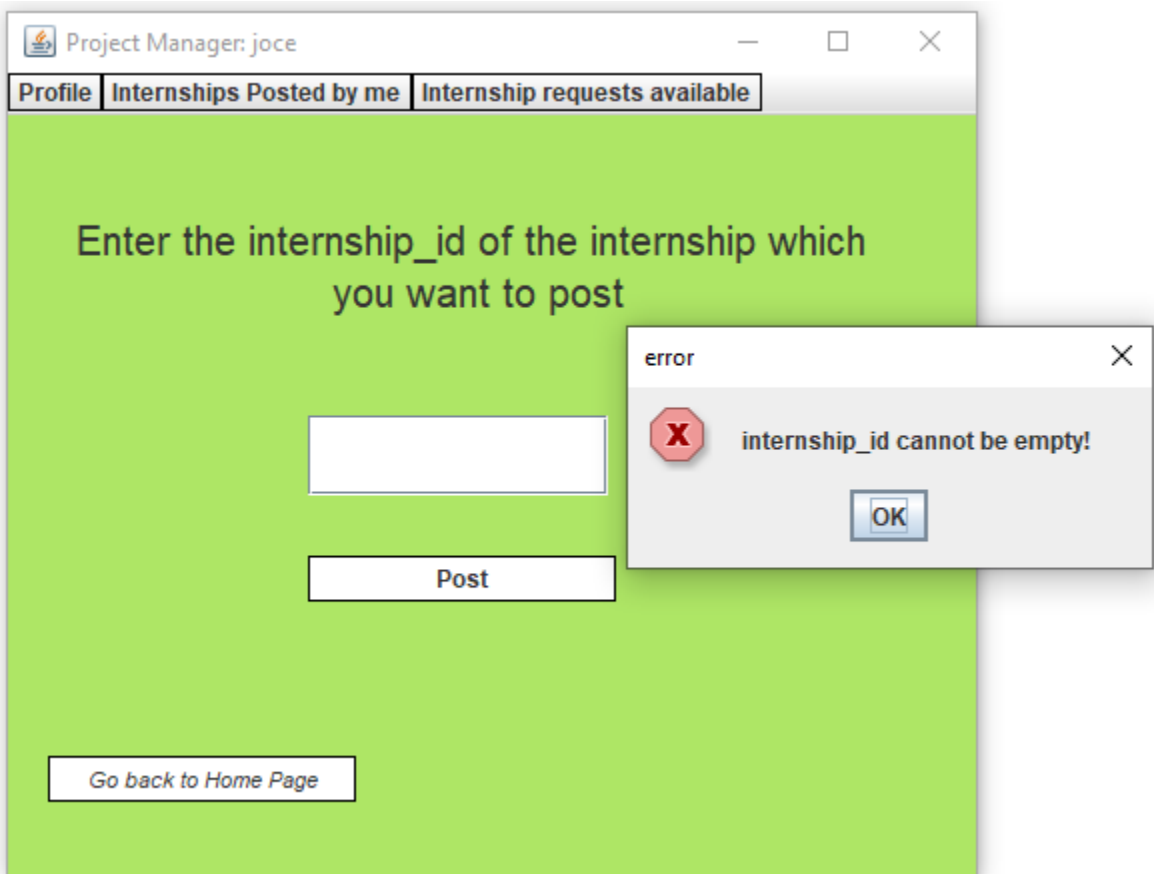 Project Manager: joce
Profile Internships Posted by me Internship requests available
Enter the internship_id of the internship which
you want to post
error
internship_id cannot be empty!
OK
Post
Go back to Home Page